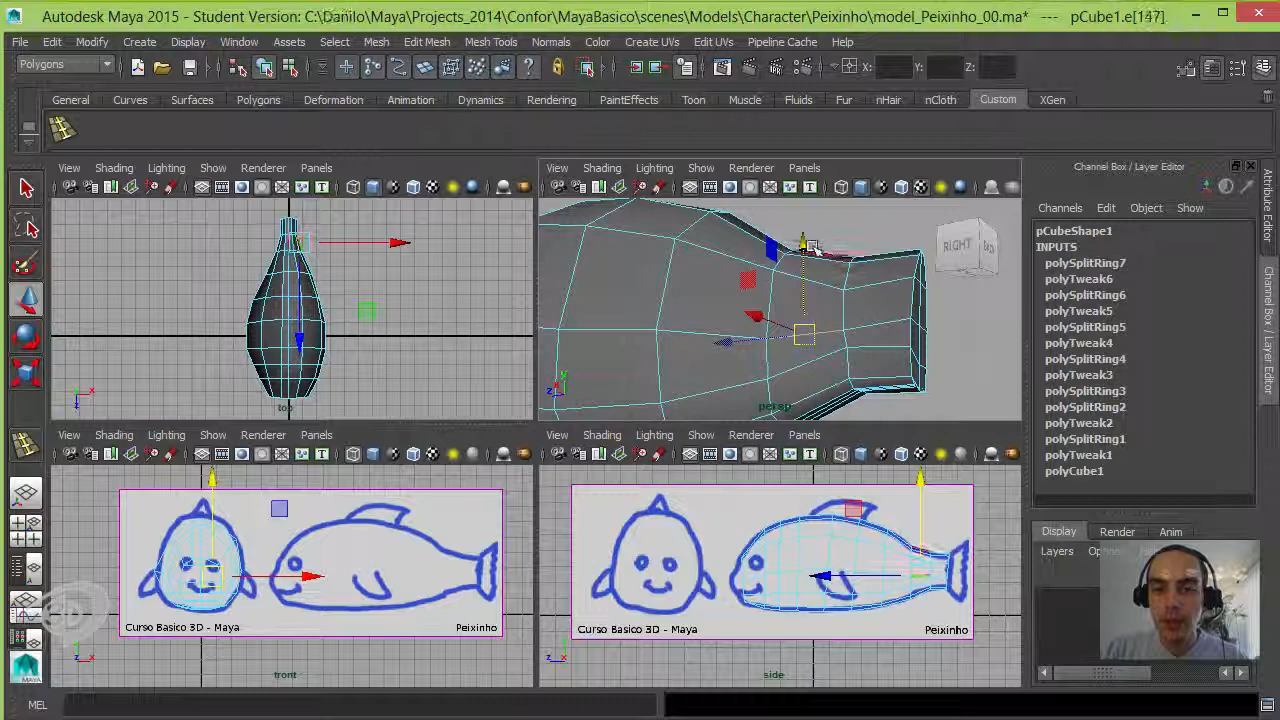 Autodesk Maya 2015 - Student Version: C:\Danilo\Maya\Projects_2014\Confor\MayaBasico\scenes\Models\Character\Peixinho\model_Peixinho_00.ma* --- pCube1.e[147]
File Edit Modify Create Display Window Assets Select Mesh Edit Mesh Mesh Tools Normals Color Create UVs Edit UVs Pipeline Cache Help
Polygons X: Y: Z:
General Curves Surfaces Polygons Deformation Animation Dynamics Rendering PaintEffects Toon Muscle Fluids Fur nHair nCloth Custom XGen
View Shading Lighting Show Renderer Panels
View Shading Lighting Show Renderer Panels
Channel Box / Layer Editor
Channels Edit Object Show
pCubeShape1
INPUTS
polySplitRing7
polyTweak6
polySplitRing6
polyTweak5
polySplitRing5
polyTweak4
polySplitRing4
polyTweak3
polySplitRing3
polySplitRing2
polyTweak2
polySplitRing1
polyTweak1
polyCube1
Attribute Editor
Channel Box / Layer Editor
RIGHT
top
persp
View Shading Lighting Show Renderer Panels
View Shading Lighting Show Renderer Panels
Curso Basico 3D - Maya Peixinho
Curso Basico 3D - Maya Peixinho
front
side
Display Render Anim
Layers
MEL